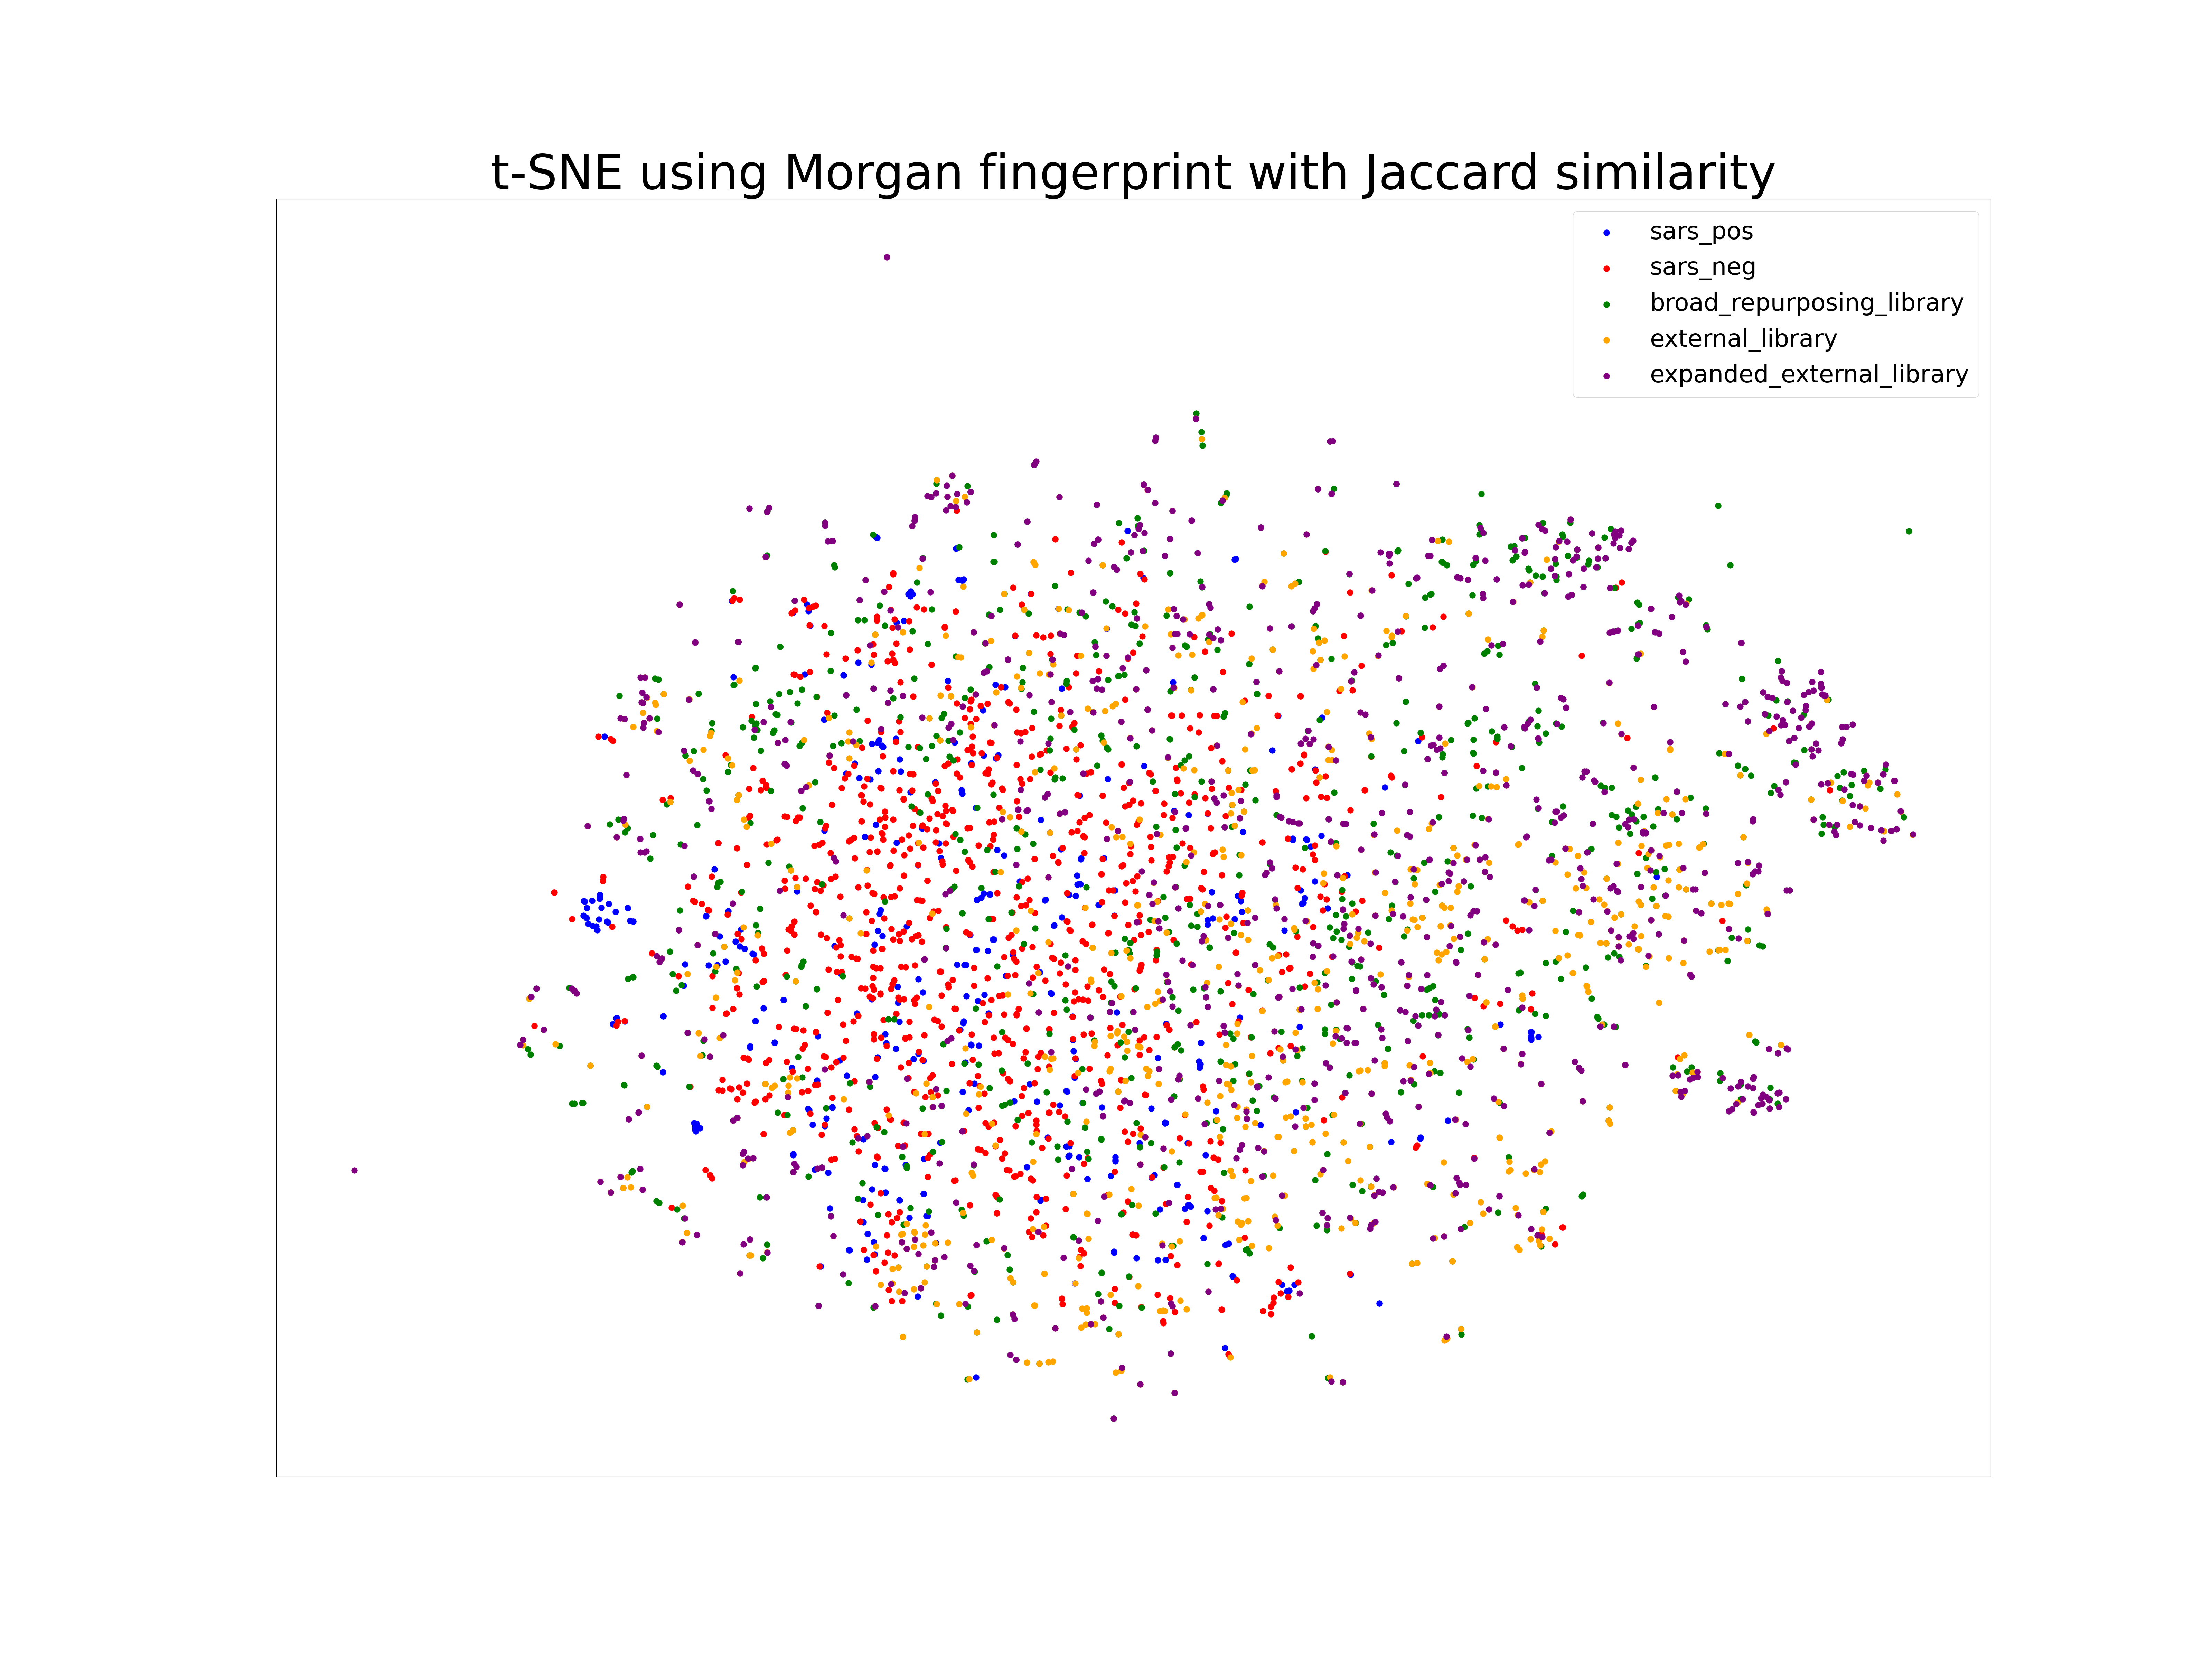 t-SNE using Morgan fingerprint with Jaccard similarity
sars_pos
sars_neg
broad_repurposing_library
external_library
expanded_external_library